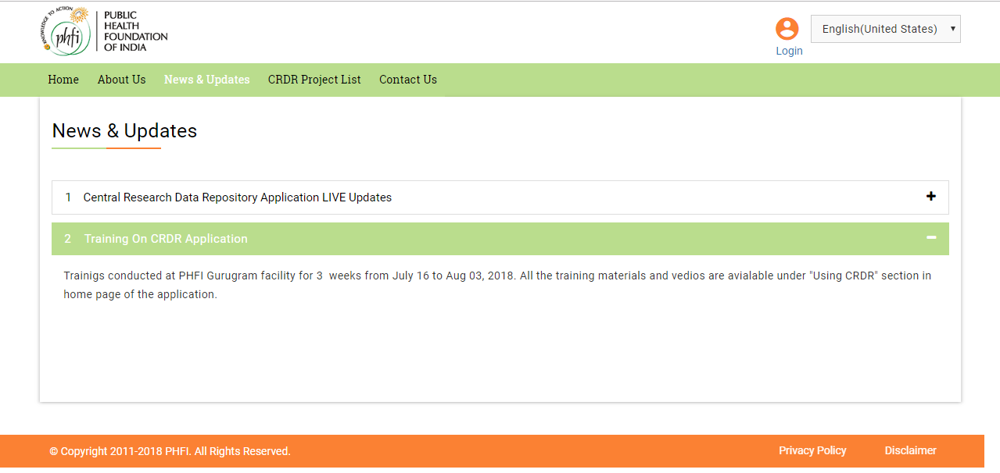 KNOWLEDGE TO ACTION
phfi
PUBLIC
HEALTH
FOUNDATION
OF INDIA
Login
English(United States)
Home About Us News & Updates CRDR Project List Contact Us
News & Updates
1 Central Research Data Repository Application LIVE Updates
2 Training On CRDR Application
Trainigs conducted at PHFI Gurugram facility for 3 weeks from July 16 to Aug 03, 2018. All the training materials and vedios are avialable under "Using CRDR" section in
home page of the application.
© Copyright 2011-2018 PHFI. All Rights Reserved. Privacy Policy Disclaimer